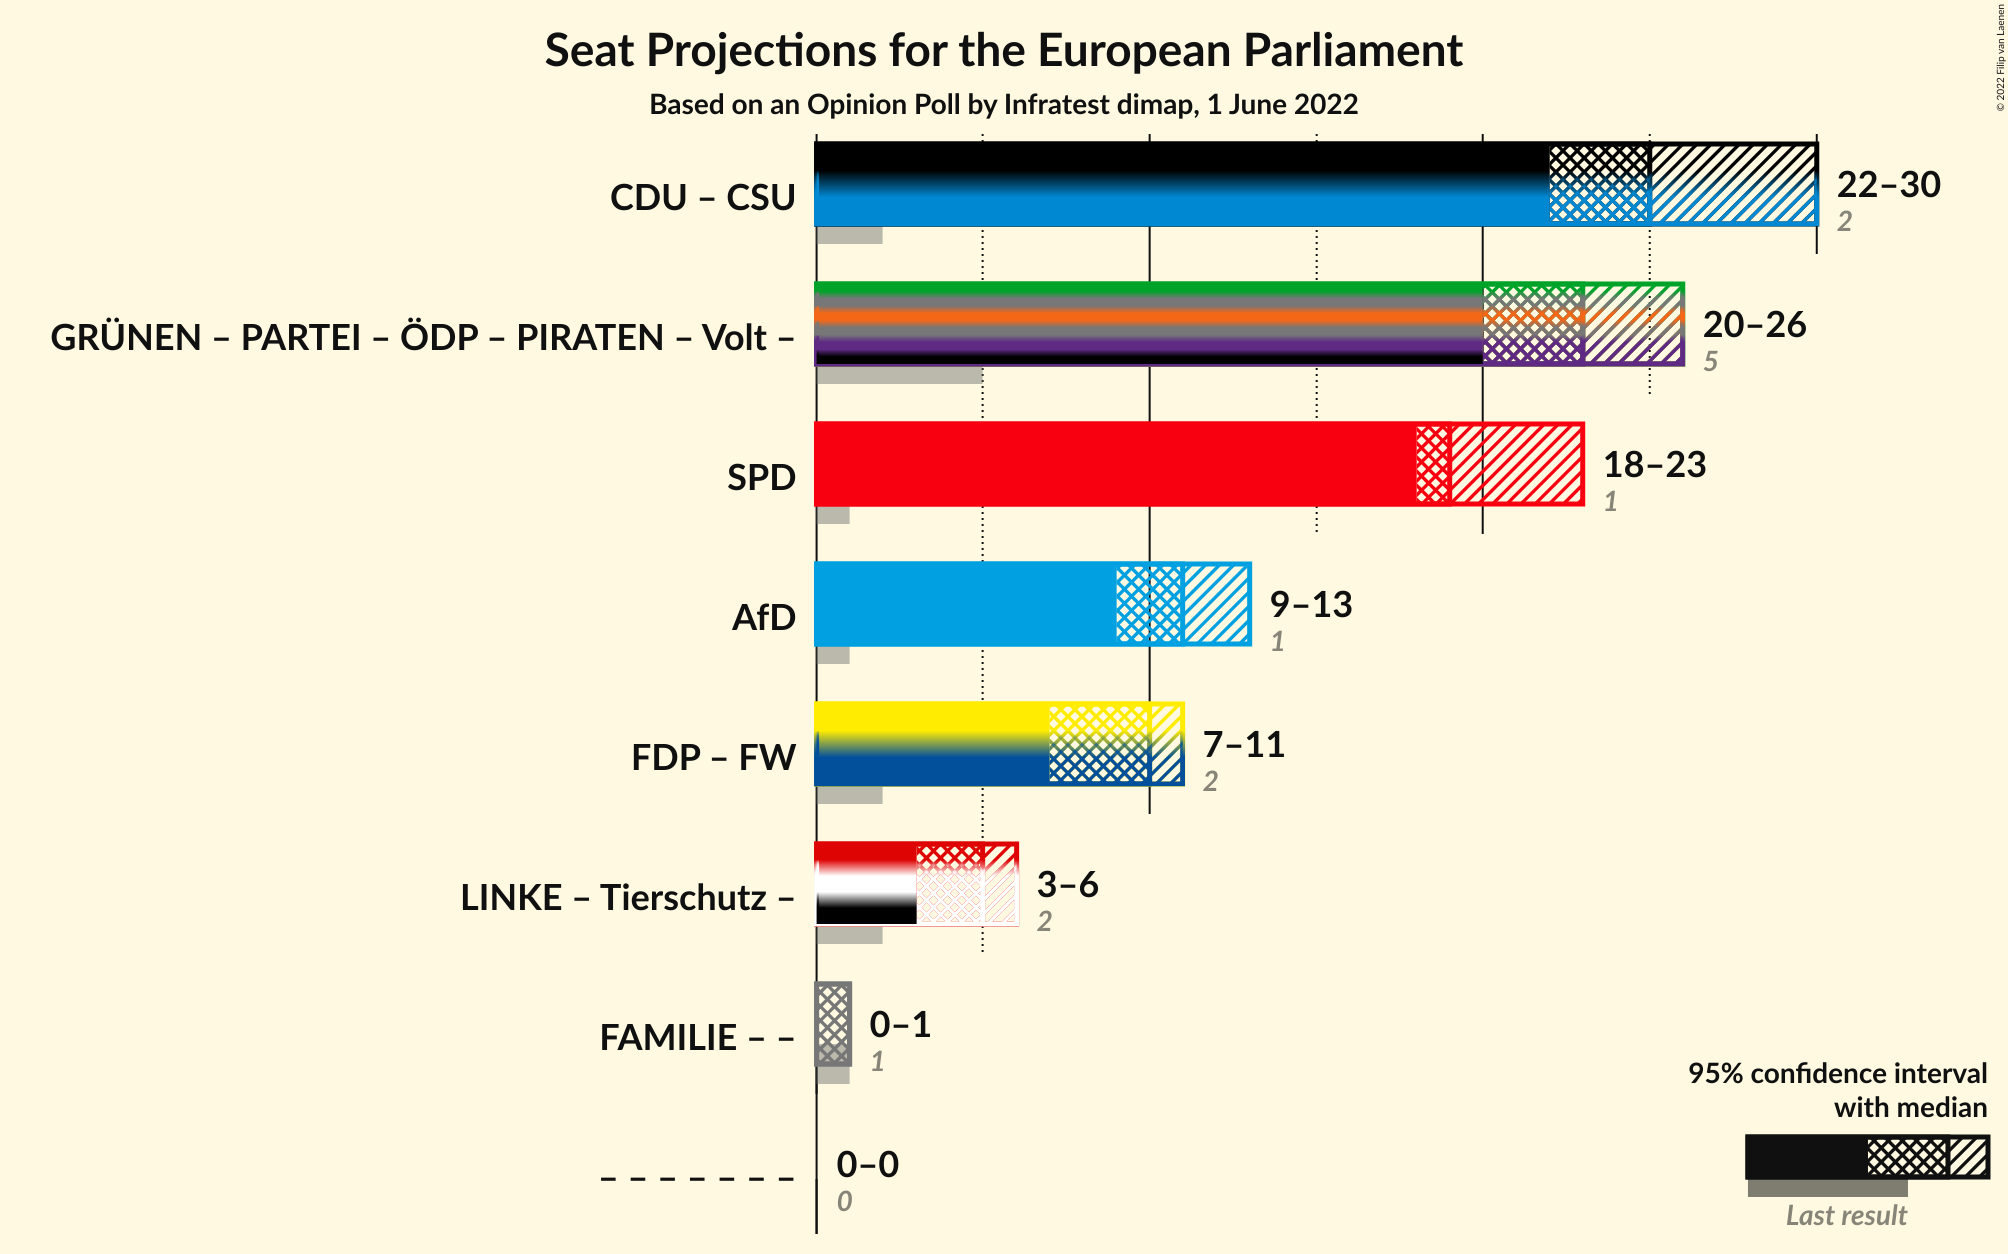 Seat Projections for the European Parliament
Based on an Opinion Poll by Infratest dimap, 1 June 2022
© 2022 Filip van Laenen
CDU – CSU
22–30
2
GRÜNEN – PARTEI – ÖDP – PIRATEN – Volt –
20–26
5
SPD
18–23
1
AfD
9–13
1
FDP – FW
7–11
2
LINKE – Tierschutz –
3–6
2
FAMILIE – –
0–1
1
– – – – – – –
0–0
0
95% confidence interval
with median
Last result